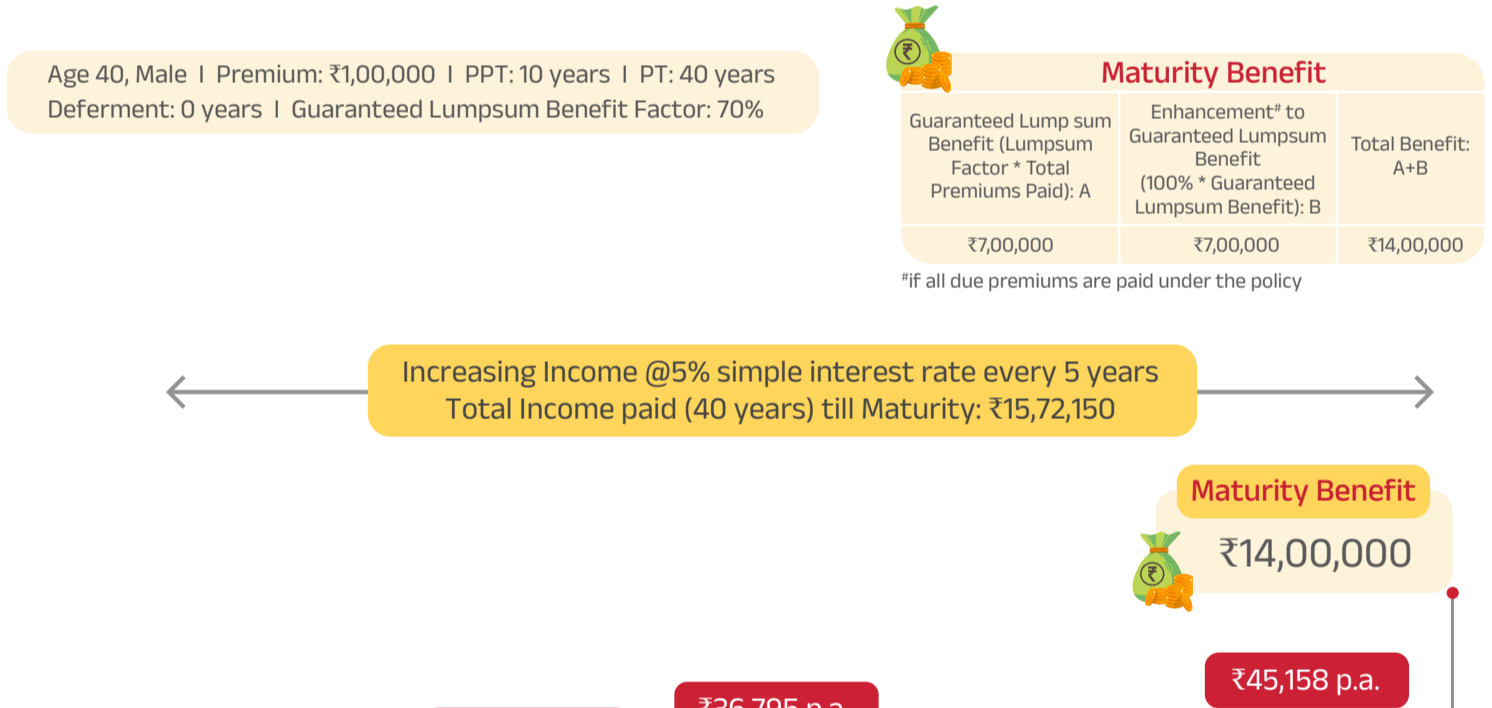 Age 40, Male I Premium: ₹1,00,000 I PPT: 10 years I PT: 40 years
Deferment: 0 years I Guaranteed Lumpsum Benefit Factor: 70%
₹
Maturity Benefit
Guaranteed Lump sum
Benefit (Lumpsum
Factor * Total
Premiums Paid): A
Enhancement# to
Guaranteed Lumpsum
Benefit
(100% * Guaranteed
Lumpsum Benefit): B
Total Benefit:
A+B
₹7,00,000
₹7,00,000
₹14,00,000
#if all due premiums are paid under the policy
Increasing Income @5% simple interest rate every 5 years
Total Income paid (40 years) till Maturity: ₹15,72,150
Maturity Benefit
₹
₹14,00,000
₹45,158 p.a.
₹36,795 p.a.